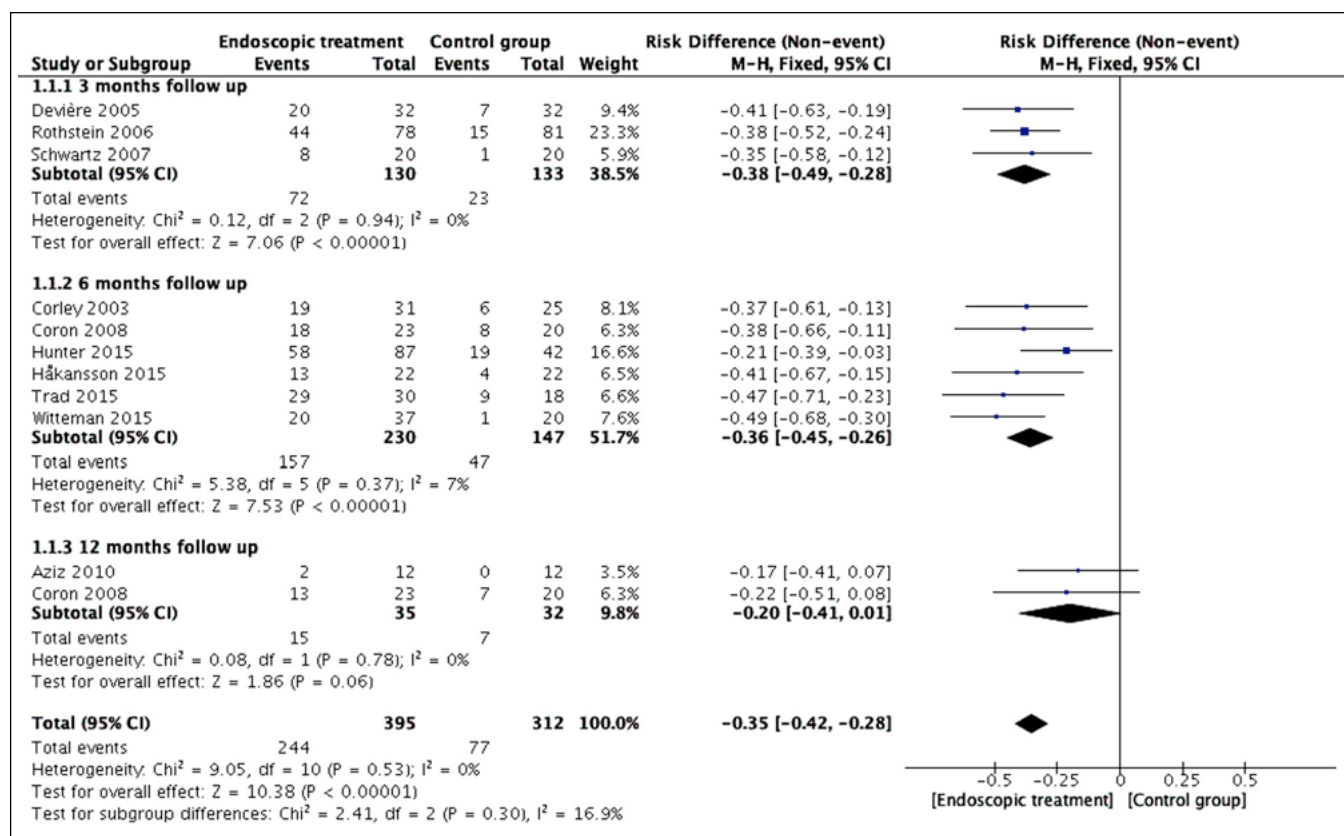 Endoscopic treatment Control group Risk Difference (Non-event) Risk Difference (Non-event)
Study or Subgroup Events Total Events Total Weight M-H, Fixed, 95% CI M-H, Fixed, 95% CI
1.1.1 3 months follow up
Devière 2005 20 32 7 32 9.4% -0.41 [-0.63, -0.19]
Rothstein 2006 44 78 15 81 23.3% -0.38 [-0.52, -0.24]
Schwartz 2007 8 20 1 20 5.9% -0.35 [-0.58, -0.12]
Subtotal (95% CI) 130 133 38.5% -0.38 [-0.49, -0.28]
Total events 72 23
Heterogeneity: Chi² = 0.12, df = 2 (P = 0.94); I² = 0%
Test for overall effect: Z = 7.06 (P < 0.00001)
1.1.2 6 months follow up
Corley 2003 19 31 6 25 8.1% -0.37 [-0.61, -0.13]
Coron 2008 18 23 8 20 6.3% -0.38 [-0.66, -0.11]
Hunter 2015 58 87 19 42 16.6% -0.21 [-0.39, -0.03]
Håkansson 2015 13 22 4 22 6.5% -0.41 [-0.67, -0.15]
Trad 2015 29 30 9 18 6.6% -0.47 [-0.71, -0.23]
Witteman 2015 20 37 1 20 7.6% -0.49 [-0.68, -0.30]
Subtotal (95% CI) 230 147 51.7% -0.36 [-0.45, -0.26]
Total events 157 47
Heterogeneity: Chi² = 5.38, df = 5 (P = 0.37); I² = 7%
Test for overall effect: Z = 7.53 (P < 0.00001)
1.1.3 12 months follow up
Aziz 2010 2 12 0 12 3.5% -0.17 [-0.41, 0.07]
Coron 2008 13 23 7 20 6.3% -0.22 [-0.51, 0.08]
Subtotal (95% CI) 35 32 9.8% -0.20 [-0.41, 0.01]
Total events 15 7
Heterogeneity: Chi² = 0.08, df = 1 (P = 0.78); I² = 0%
Test for overall effect: Z = 1.86 (P = 0.06)
Total (95% CI) 395 312 100.0% -0.35 [-0.42, -0.28]
Total events 244 77
Heterogeneity: Chi² = 9.05, df = 10 (P = 0.53); I² = 0%
Test for overall effect: Z = 10.38 (P < 0.00001)
Test for subgroup differences: Chi² = 2.41, df = 2 (P = 0.30), I² = 16.9%
-0.5 -0.25 0 0.25 0.5
[Endoscopic treatment] [Control group]